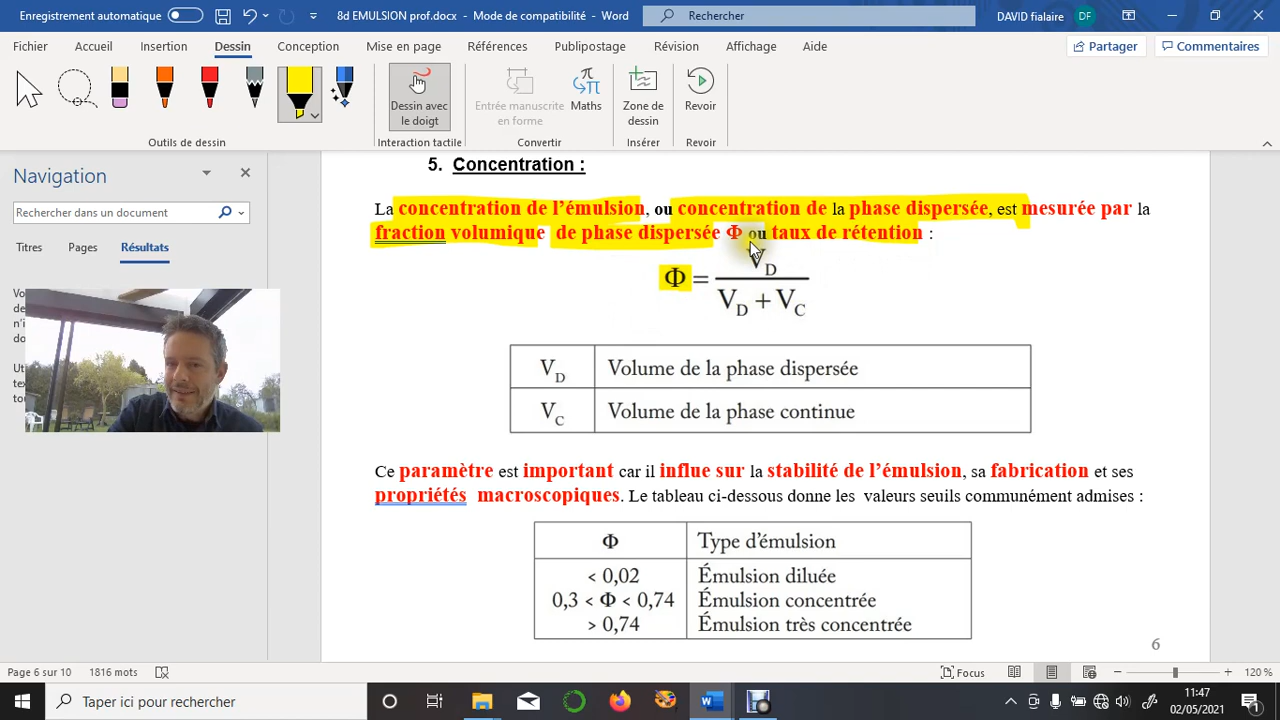 Enregistrement automatique
8d EMULSION prof.docx - Mode de compatibilité - Word
Rechercher
DAVID fialaire DF
Fichier Accueil Insertion Dessin Conception Mise en page Références Publipostage Révision Affichage Aide
Partager Commentaires
Dessin avec le doigt
Entrée manuscrite en forme
Maths
Zone de dessin
Revoir
Outils de dessin Interaction tactile Convertir Insérer Revoir
Navigation
Rechercher dans un document
Titres Pages Résultats
5. Concentration :
La concentration de l’émulsion, ou concentration de la phase dispersée, est mesurée par la
fraction volumique de phase dispersée Φ ou taux de rétention :
Φ = V_D / (V_D + V_C)
V_D Volume de la phase dispersée
V_C Volume de la phase continue
Ce paramètre est important car il influe sur la stabilité de l’émulsion, sa fabrication et ses
propriétés macroscopiques. Le tableau ci-dessous donne les valeurs seuils communément admises :
Φ Type d’émulsion
< 0,02 Émulsion diluée
0,3 < Φ < 0,74 Émulsion concentrée
> 0,74 Émulsion très concentrée
6
Page 6 sur 10 1816 mots
Focus
120 %
Taper ici pour rechercher
11:47
02/05/2021